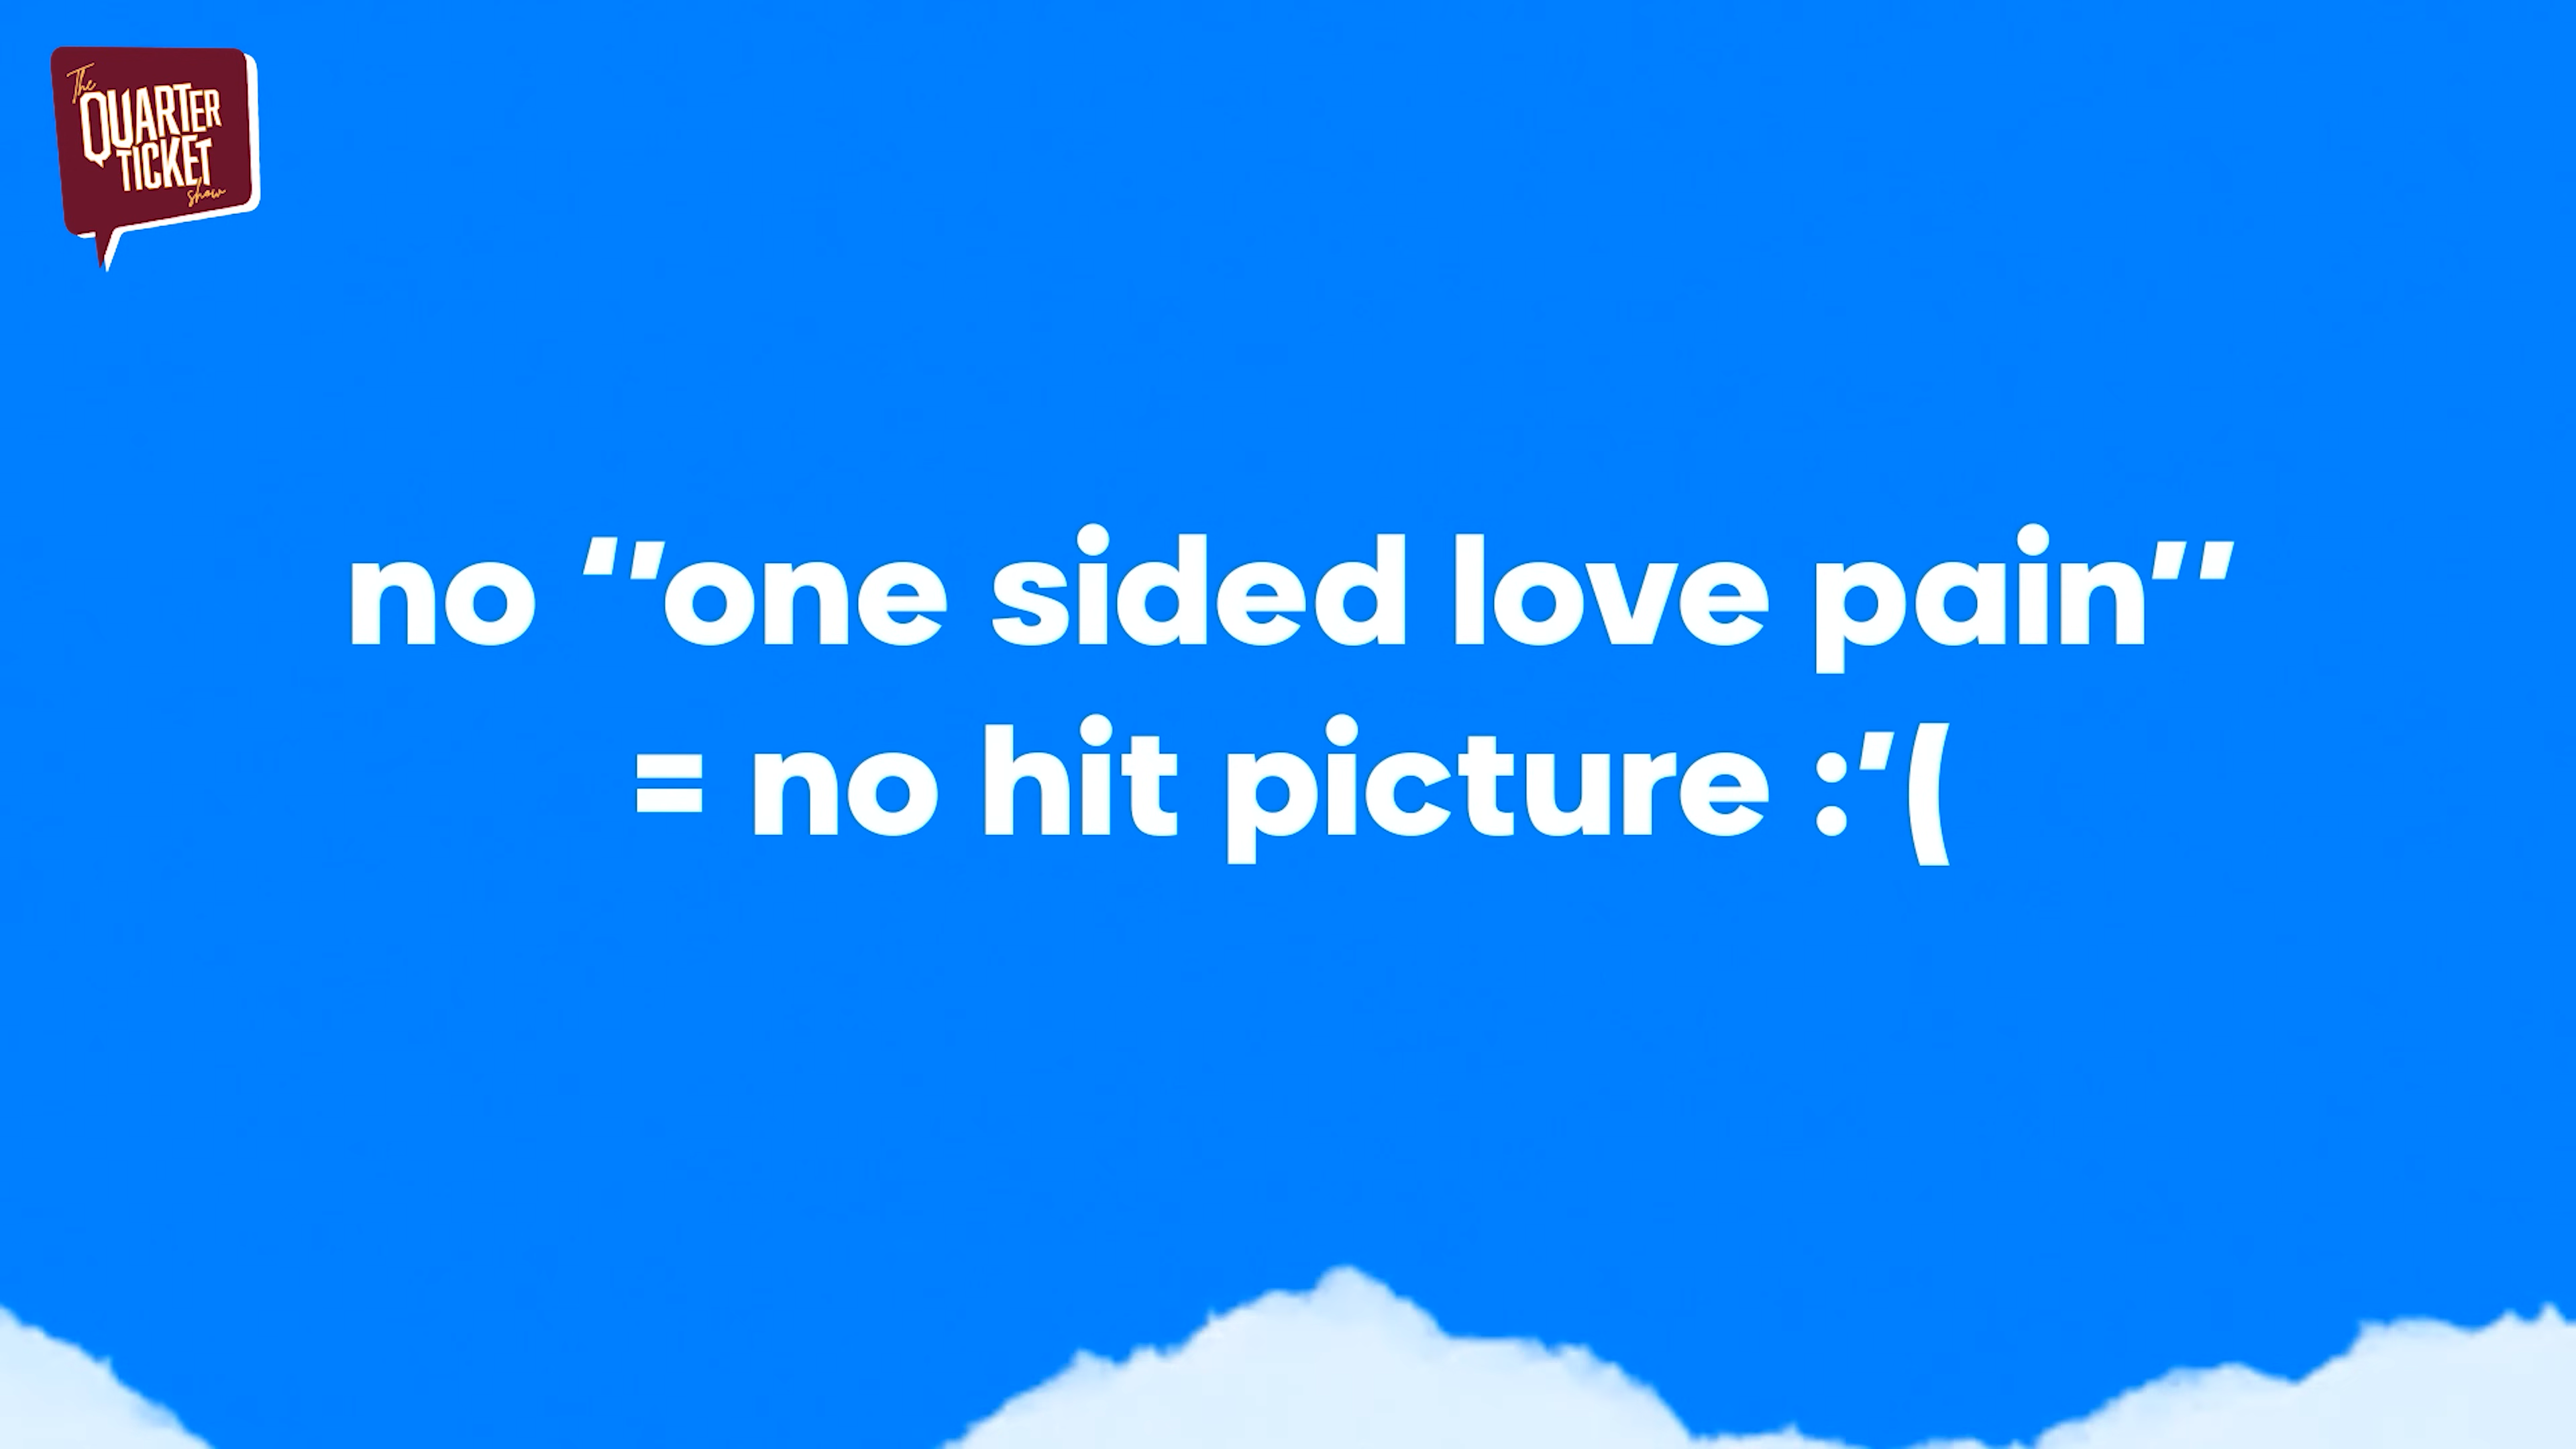 The
QUARTER
TICKET
show
no ‘’one sided love pain’’
= no hit picture :’(